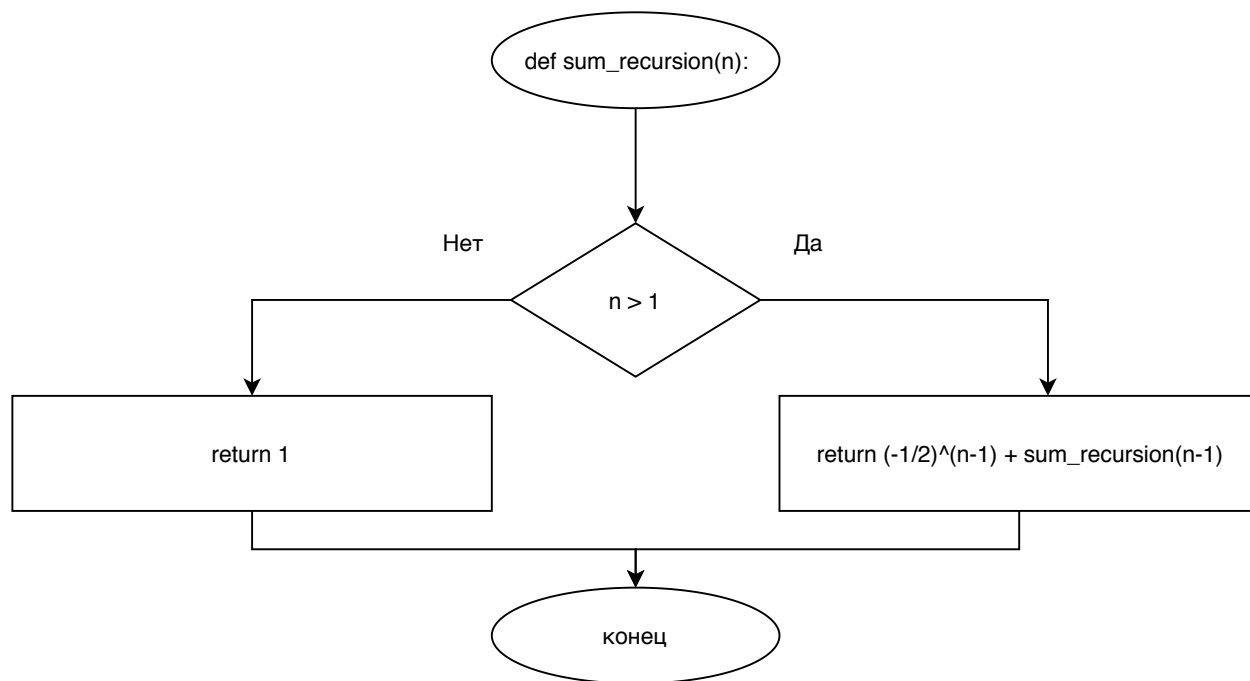 def sum_recursion(n):
Нет
Да
n > 1
return 1
return (-1/2)^(n-1) + sum_recursion(n-1)
конец